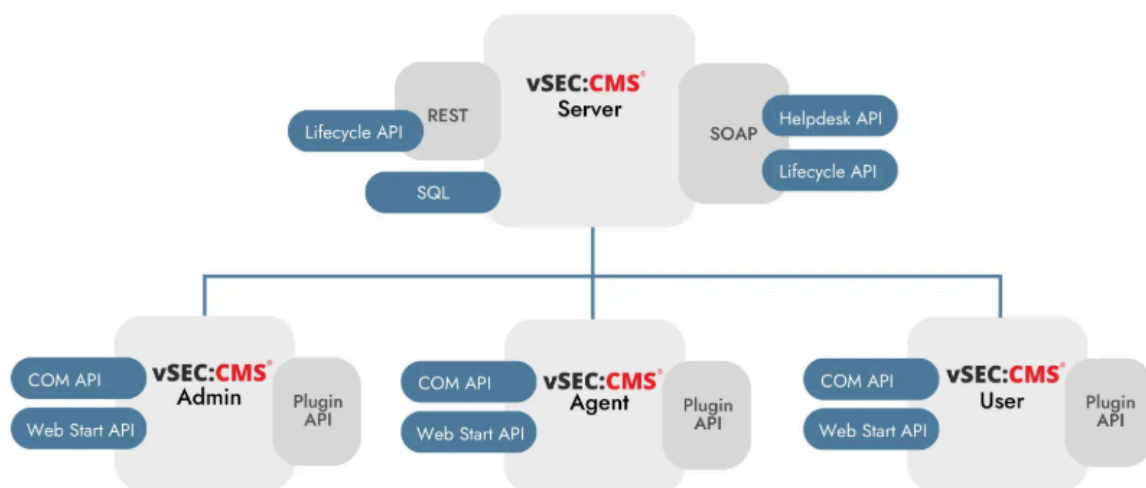 vSEC:CMS®
Server
REST
Lifecycle API
SQL
SOAP
Helpdesk API
Lifecycle API
vSEC:CMS®
Admin
COM API
Web Start API
Plugin
API
vSEC:CMS®
Agent
COM API
Web Start API
Plugin
API
vSEC:CMS®
User
COM API
Web Start API
Plugin
API